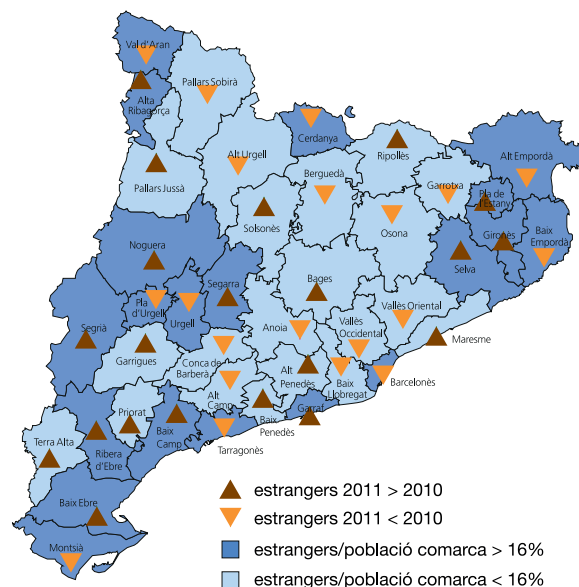 Val d'Aran
Pallars Sobirà
Alta
Ribagorça
Cerdanya
Alt Urgell
Ripollès
Alt Empordà
Berguedà
Garrotxa
Pla de
l'Estany
Pallars Jussà
Solsonès
Osona
Gironès
Baix
Empordà
Noguera
Selva
Segarra
Bages
Pla
d'Urgell
Urgell
Vallès Oriental
Segrià
Anoia
Vallès
Occidental
Maresme
Garrigues
Conca de
Barberà
Alt
Penedès
Baix
Llobregat
Barcelonès
Alt
Camp
Priorat
Baix
Penedès
Garraf
Terra Alta
Ribera
d'Ebre
Baix
Camp
Tarragonès
Baix Ebre
Montsià
estrangers 2011 > 2010
estrangers 2011 < 2010
estrangers/població comarca > 16%
estrangers/població comarca < 16%